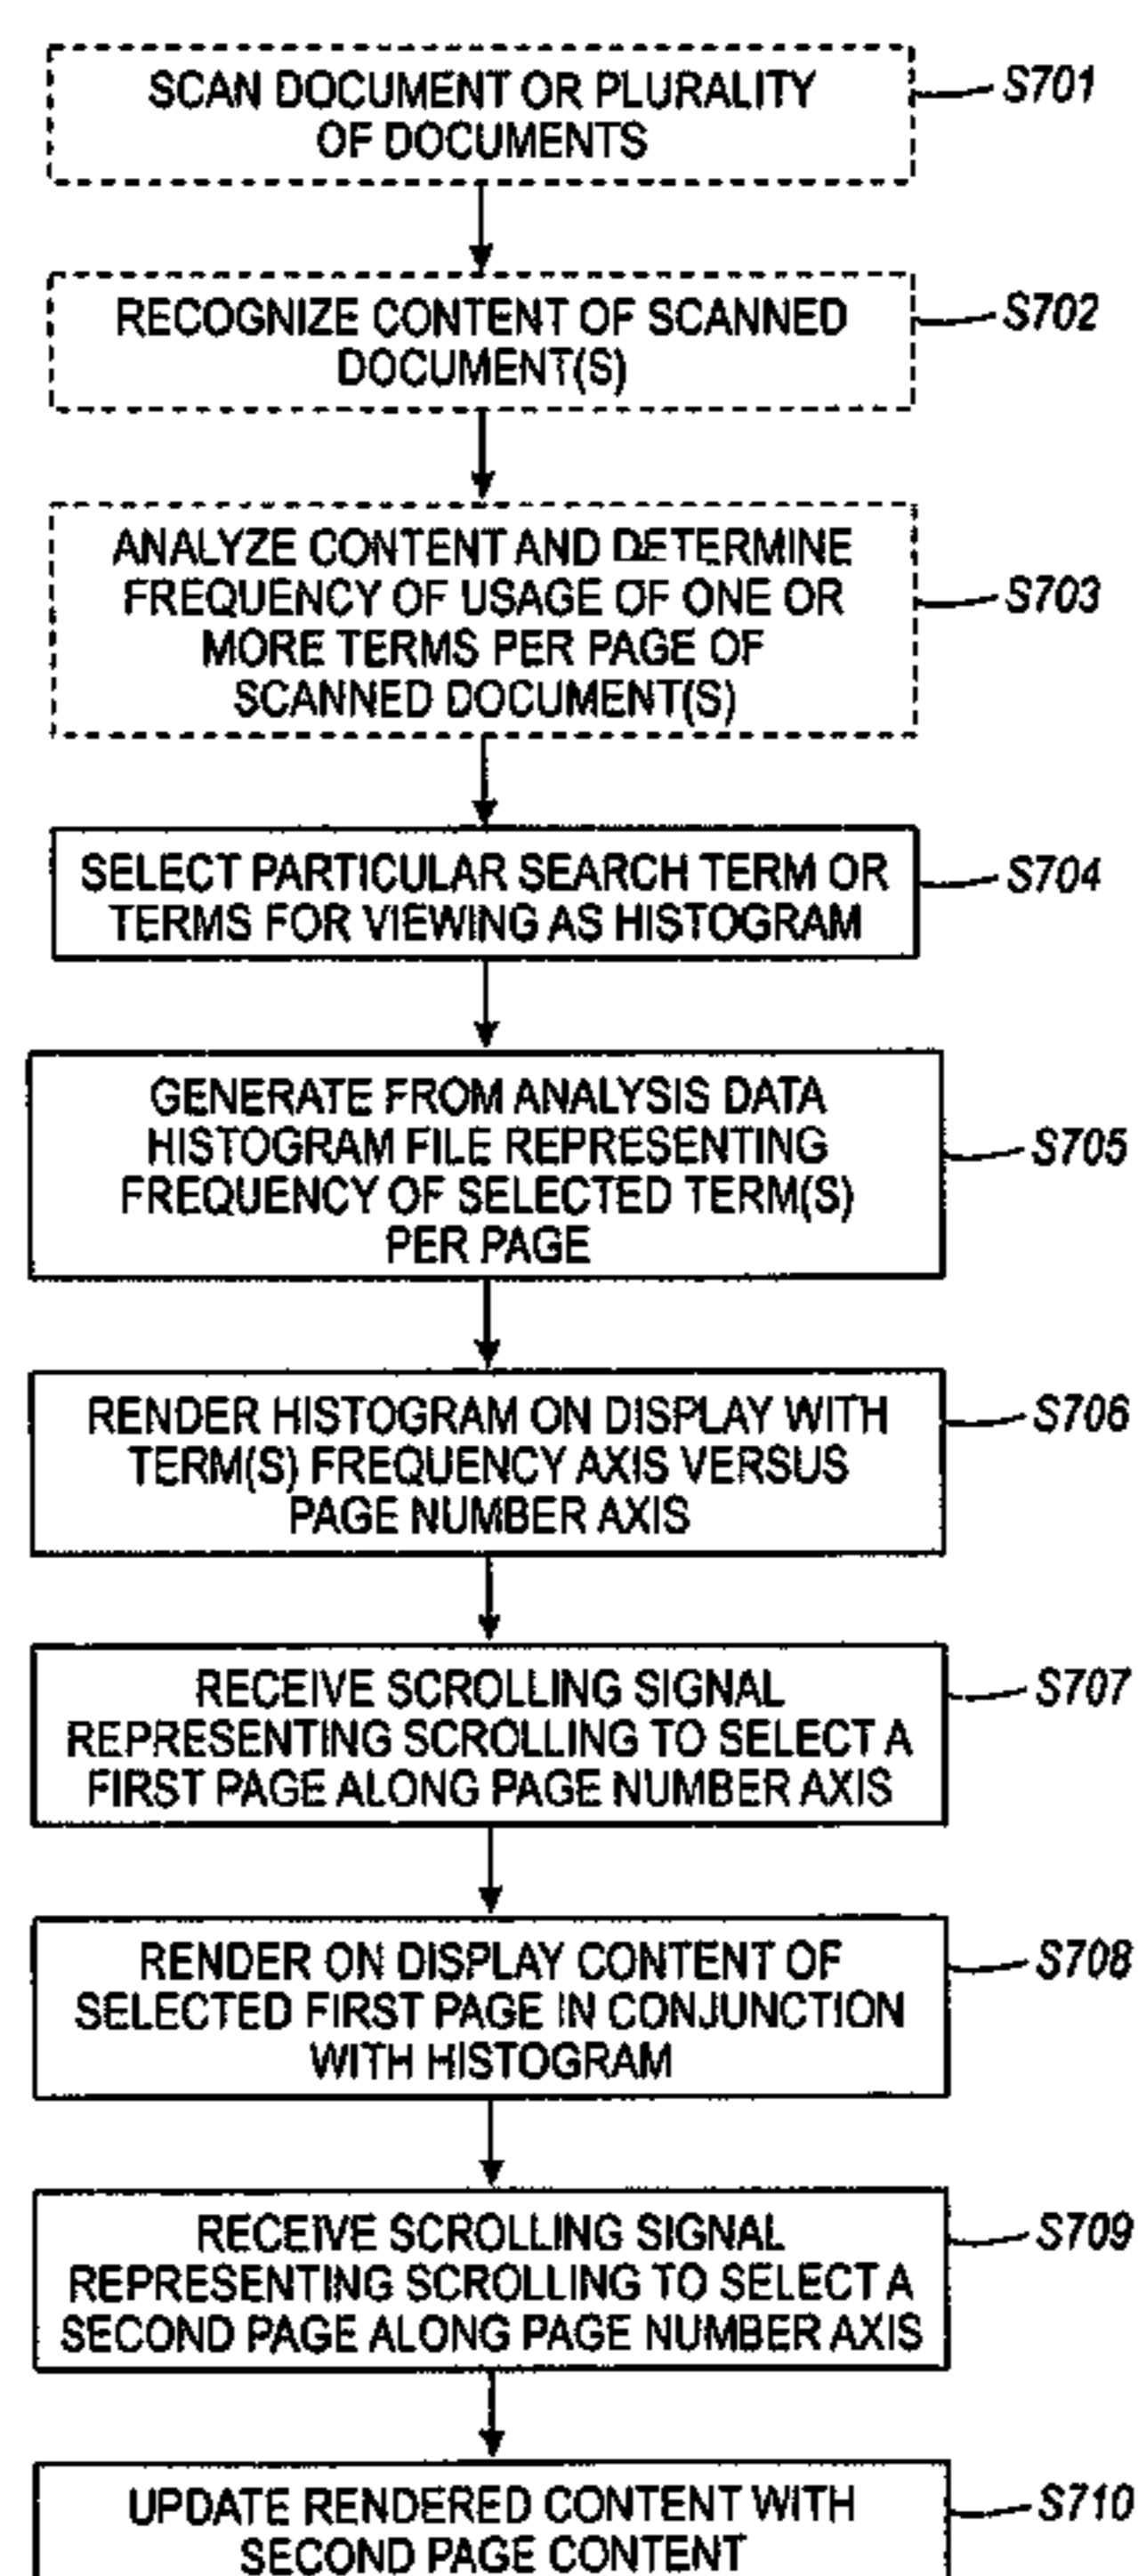 SCAN DOCUMENT OR PLURALITY
OF DOCUMENTS
S701
RECOGNIZE CONTENT OF SCANNED
DOCUMENT(S)
S702
ANALYZE CONTENT AND DETERMINE
FREQUENCY OF USAGE OF ONE OR
MORE TERMS PER PAGE OF
SCANNED DOCUMENT(S)
S703
SELECT PARTICULAR SEARCH TERM OR
TERMS FOR VIEWING AS HISTOGRAM
S704
GENERATE FROM ANALYSIS DATA
HISTOGRAM FILE REPRESENTING
FREQUENCY OF SELECTED TERM(S)
PER PAGE
S705
RENDER HISTOGRAM ON DISPLAY WITH
TERM(S) FREQUENCY AXIS VERSUS
PAGE NUMBER AXIS
S706
RECEIVE SCROLLING SIGNAL
REPRESENTING SCROLLING TO SELECT A
FIRST PAGE ALONG PAGE NUMBER AXIS
S707
RENDER ON DISPLAY CONTENT OF
SELECTED FIRST PAGE IN CONJUNCTION
WITH HISTOGRAM
S708
RECEIVE SCROLLING SIGNAL
REPRESENTING SCROLLING TO SELECT A
SECOND PAGE ALONG PAGE NUMBER AXIS
S709
UPDATE RENDERED CONTENT WITH
SECOND PAGE CONTENT
S710